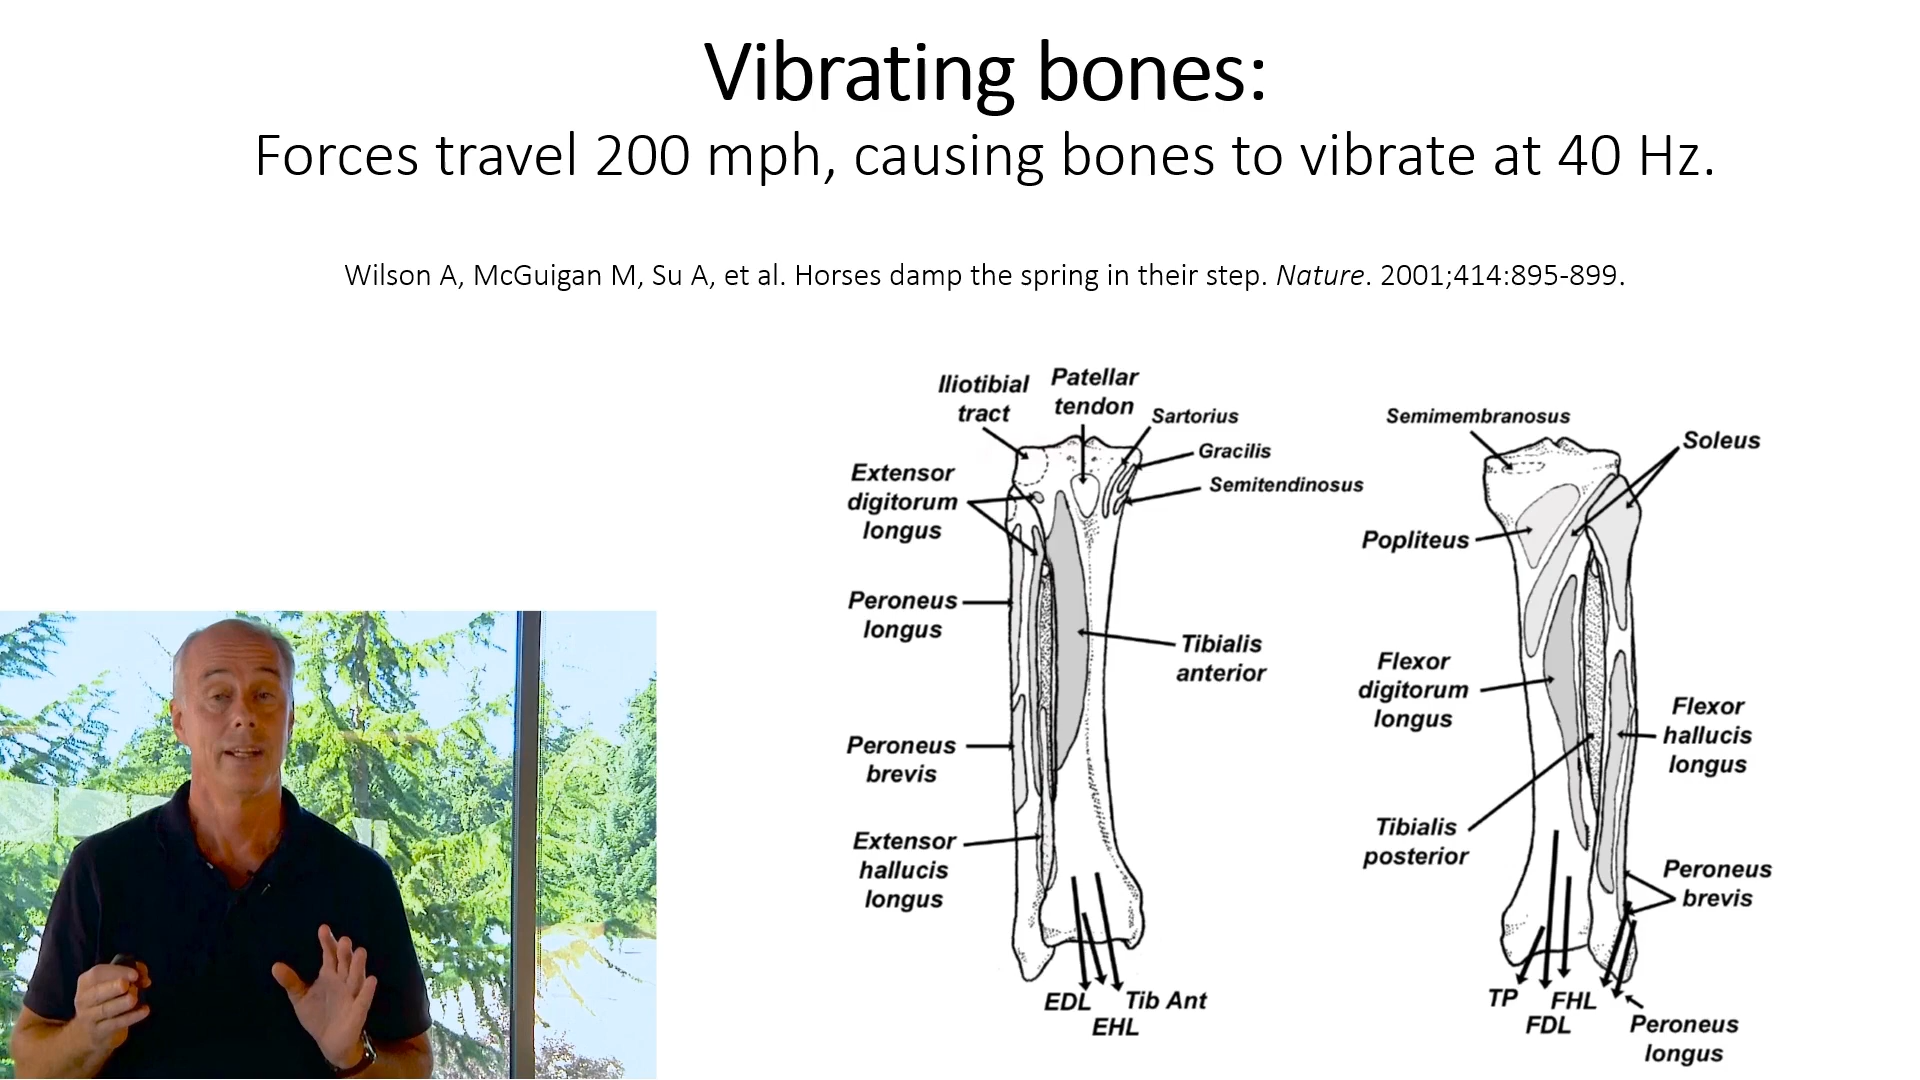 Vibrating bones:
Forces travel 200 mph, causing bones to vibrate at 40 Hz.
Wilson A, McGuigan M, Su A, et al. Horses damp the spring in their step. Nature. 2001;414:895-899.
Iliotibial
tract
Patellar
tendon
Sartorius
Gracilis
Semitendinosus
Extensor
digitorum
longus
Peroneus
longus
Tibialis
anterior
Peroneus
brevis
Extensor
hallucis
longus
EDL
Tib Ant
EHL
Semimembranosus
Soleus
Popliteus
Flexor
digitorum
longus
Flexor
hallucis
longus
Tibialis
posterior
Peroneus
brevis
TP
FHL
FDL
Peroneus
longus